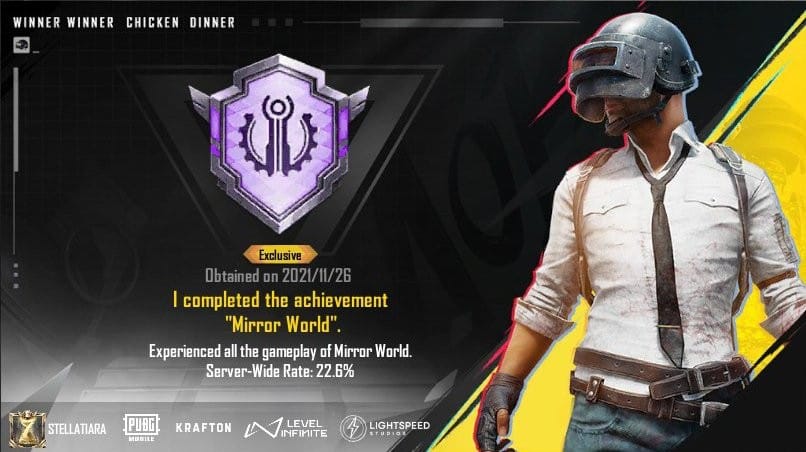 WINNER WINNER CHICKEN DINNER
Exclusive
Obtained on 2021/11/26
I completed the achievement
"Mirror World".
Experienced all the gameplay of Mirror World.
Server-Wide Rate: 22.6%
STELLATIARA
PUBG
MOBILE
KRAFTON
LEVEL
INFINITE
LIGHTSPEED
STUDIOS